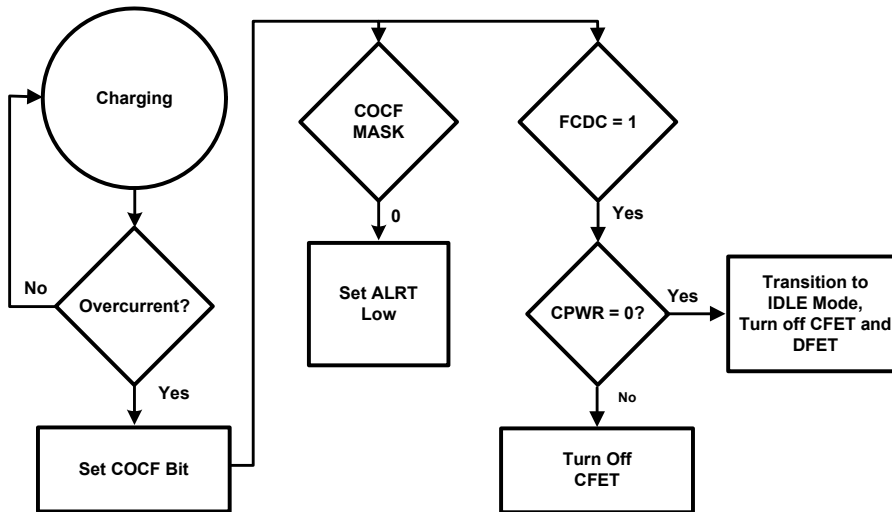 Charging
Overcurrent?
No
Yes
Set COCF Bit
COCF
MASK
0
Set ALRT
Low
FCDC = 1
Yes
CPWR = 0?
Yes
No
Turn Off
CFET
Transition to
IDLE Mode,
Turn off CFET and
DFET